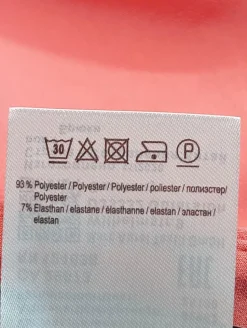 30 P
93 % Polyester / Polyester / Polyester / poliester / полиэстер/
Polyester
7% Elasthan / elastane / élasthanne / elastan / эластан /
elastan